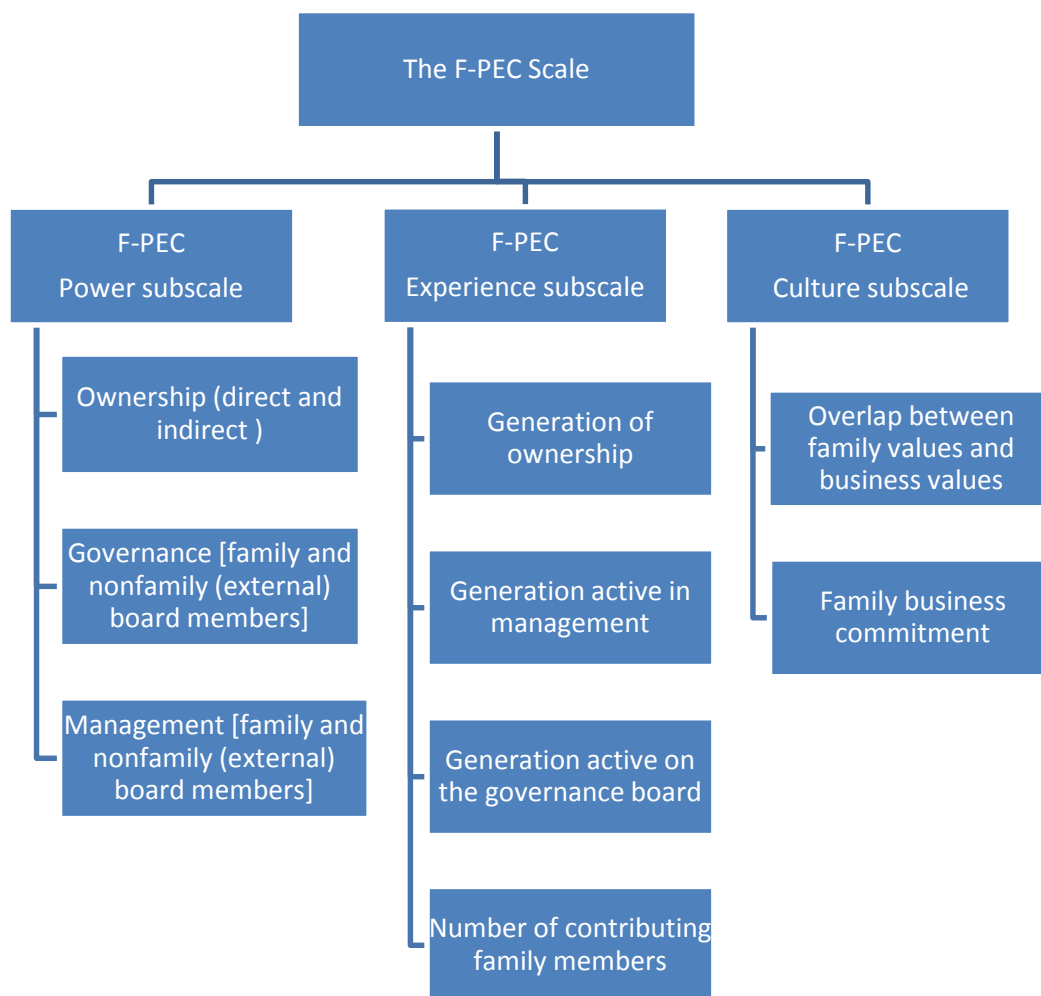 The F-PEC Scale
F-PEC
Power subscale
Ownership (direct and
indirect )
Governance [family and
nonfamily (external)
board members]
Management [family and
nonfamily (external)
board members]
F-PEC
Experience subscale
Generation of
ownership
Generation active in
management
Generation active on
the governance board
Number of contributing
family members
F-PEC
Culture subscale
Overlap between
family values and
business values
Family business
commitment